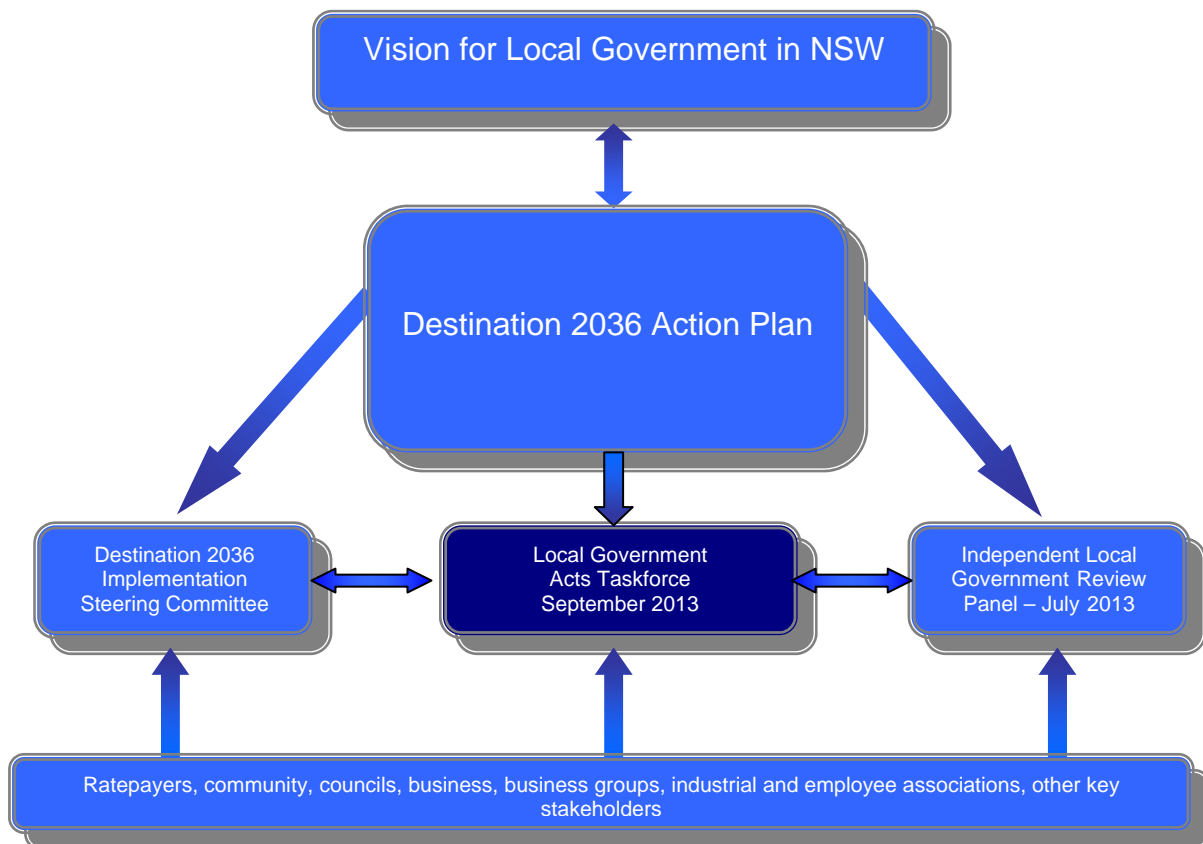 Vision for Local Government in NSW
Destination 2036 Action Plan
Destination 2036
Implementation
Steering Committee
Local Government
Acts Taskforce
September 2013
Independent Local
Government Review
Panel – July 2013
Ratepayers, community, councils, business, business groups, industrial and employee associations, other key
stakeholders